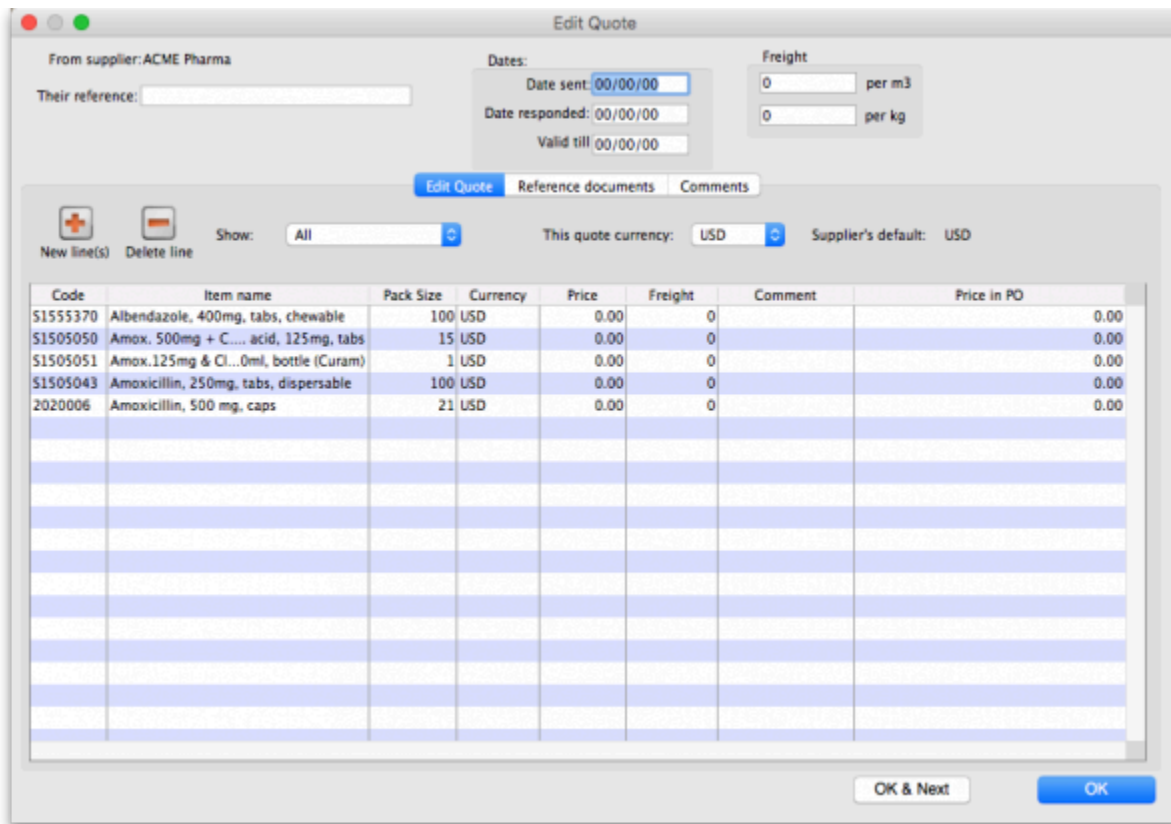 Edit Quote
From supplier: ACME Pharma
Their reference:
Dates:
Date sent: 00/00/00
Date responded: 00/00/00
Valid till 00/00/00
Freight
0 per m3
0 per kg
Edit Quote Reference documents Comments
New line(s) Delete line Show: All This quote currency: USD Supplier's default: USD
Code Item name Pack Size Currency Price Freight Comment Price in PO
S1555370 Albendazole, 400mg, tabs, chewable 100 USD 0.00 0 0.00
S1505050 Amox. 500mg + C.... acid, 125mg, tabs 15 USD 0.00 0 0.00
S1505051 Amox.125mg & Cl...0ml, bottle (Curam) 1 USD 0.00 0 0.00
S1505043 Amoxicillin, 250mg, tabs, dispersable 100 USD 0.00 0 0.00
2020006 Amoxicillin, 500 mg, caps 21 USD 0.00 0 0.00
OK & Next OK